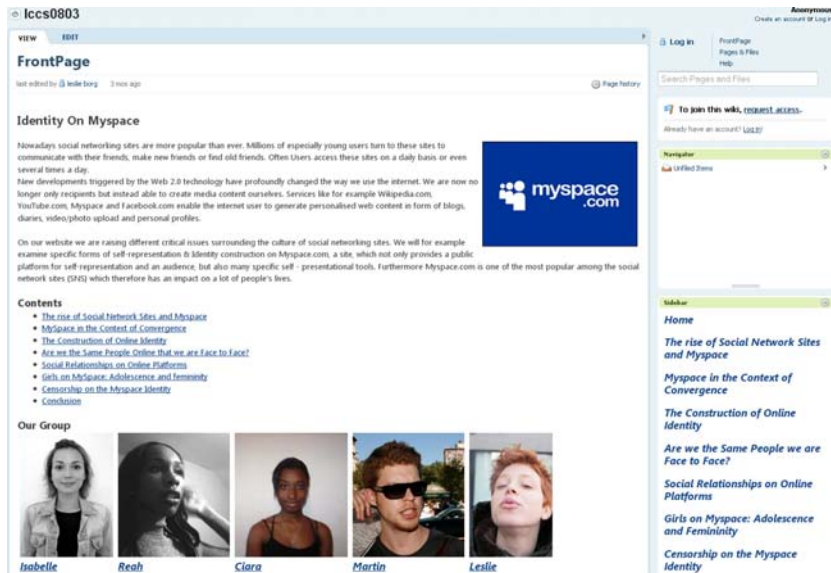 lccs0803
Anonymous
Create an account or Log in
VIEW
EDIT
FrontPage
last edited by leslie borg 3 mos ago
Page history
Identity On Myspace
Nowadays social networking sites are more popular than ever. Millions of especially young users turn to these sites to
communicate with their friends, make new friends or find old friends. Often Users access these sites on a daily basis or even
several times a day.
New developments triggered by the Web 2.0 technology have profoundly changed the way we use the internet. We are now no
longer only recipients but instead able to create media content ourselves. Services like for example Wikipedia.com,
YouTube.com, Myspace and Facebook.com enable the internet user to generate personalised web content in form of blogs,
diaries, video/photo upload and personal profiles.
myspace
.com
On our website we are raising different critical issues surrounding the culture of social networking sites. We will for example
examine specific forms of self-representation & Identity construction on Myspace.com, a site, which not only provides a public
platform for self-representation and an audience, but also many specific self - presentational tools. Furthermore Myspace.com is one of the most popular among the social
network sites (SNS) which therefore has an impact on a lot of people's lives.
Contents
The rise of Social Network Sites and Myspace
MySpace in the Context of Convergence
The Construction of Online Identity
Are we the Same People Online that we are Face to Face?
Social Relationships on Online Platforms
Girls on MySpace: Adolescence and femininity
Censorship on the Myspace Identity
Conclusion
Our Group
Isabelle
Reah
Ciara
Martin
Leslie
Log in
FrontPage
Pages & Files
Help
Search Pages and Files
To join this wiki, request access.
Already have an account? Log in!
Navigator
Unfiled Items
Sidebar
Home
The rise of Social Network Sites
and Myspace
Myspace in the Context of
Convergence
The Construction of Online
Identity
Are we the Same People we are
Face to Face?
Social Relationships on Online
Platforms
Girls on Myspace: Adolescence
and Femininity
Censorship on the Myspace
Identity